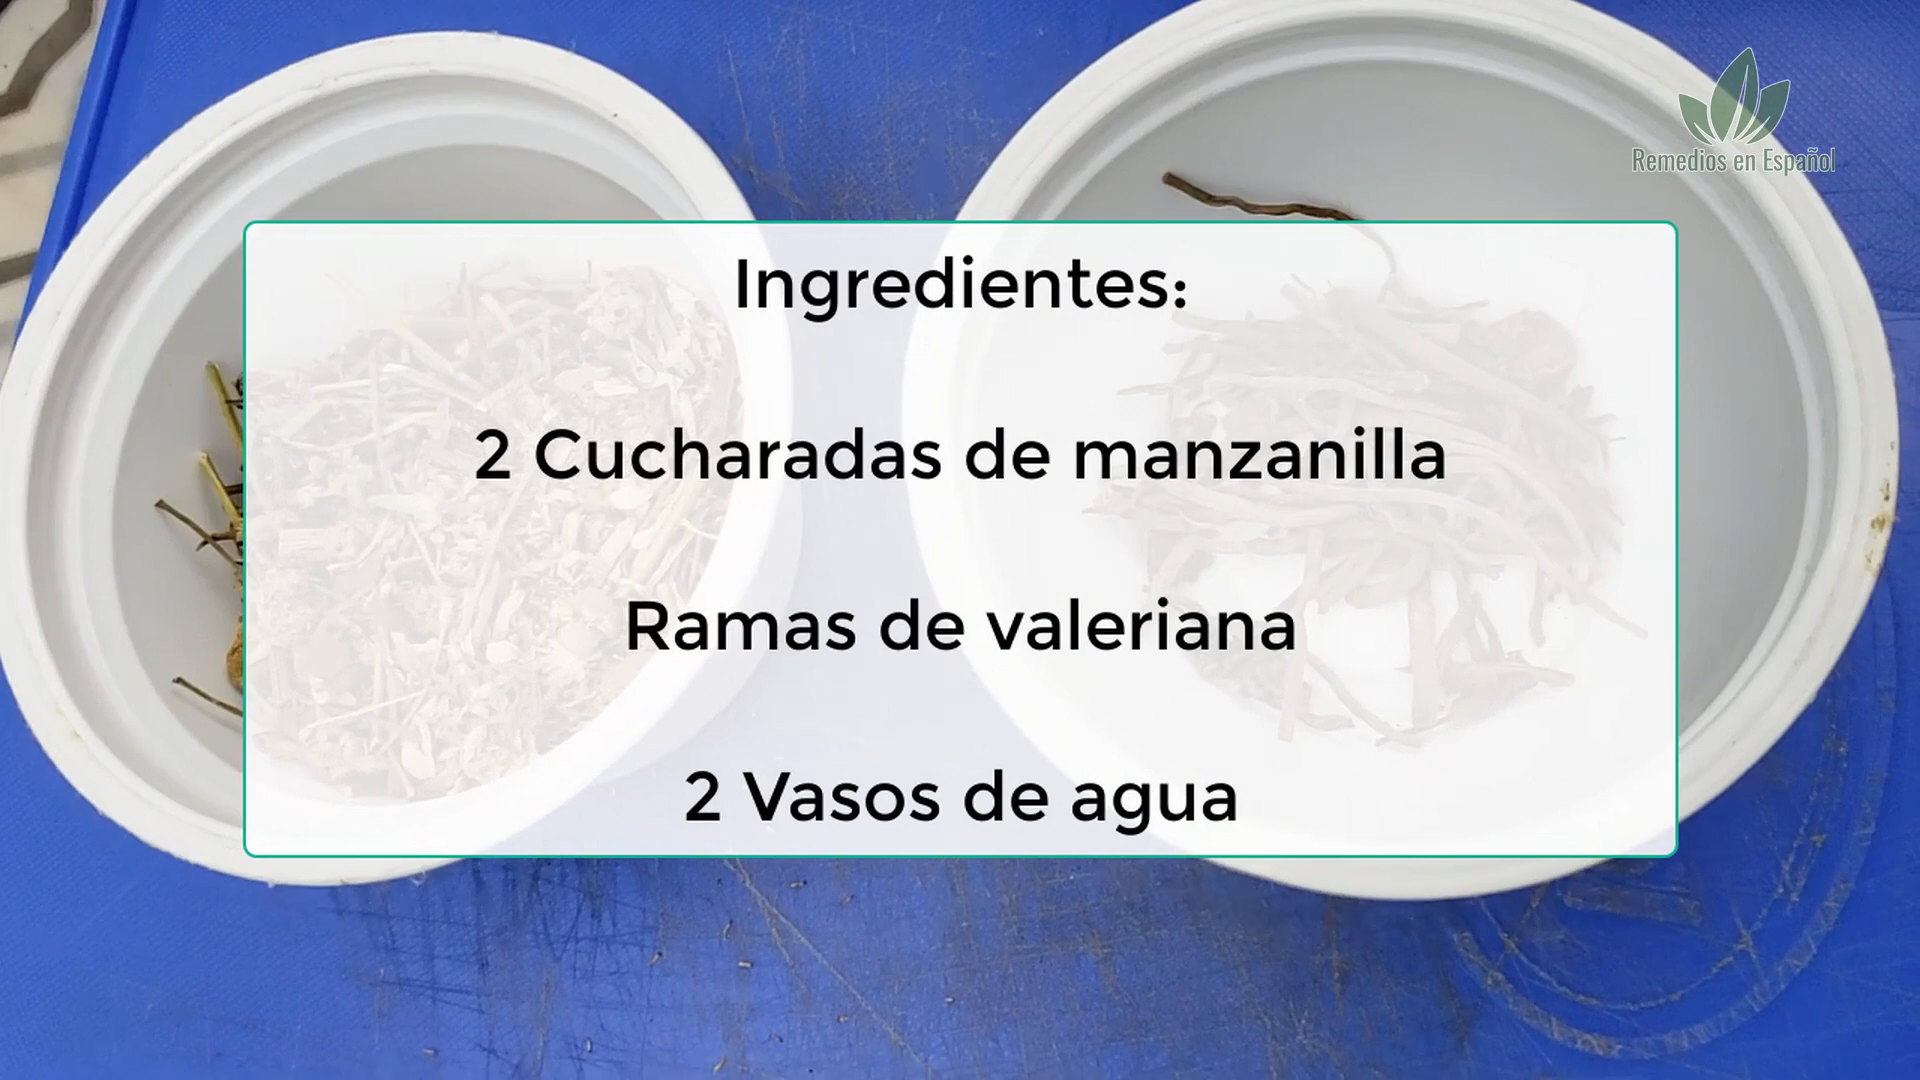 Remedios en Español
Ingredientes:
2 Cucharadas de manzanilla
Ramas de valeriana
2 Vasos de agua